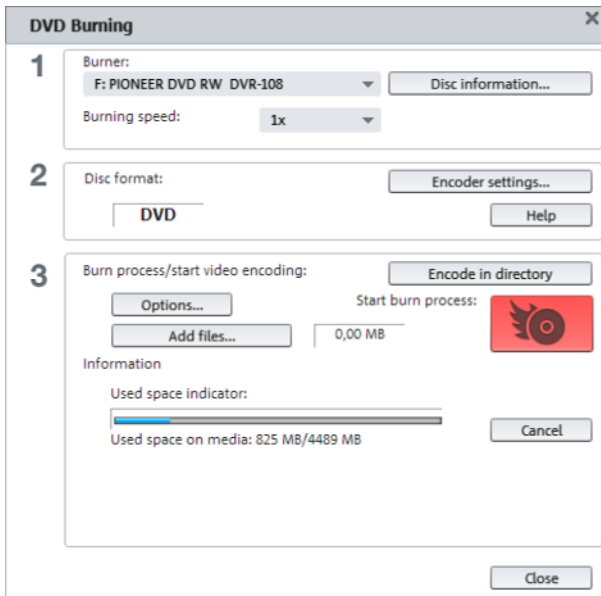 DVD Burning
1
Burner:
F: PIONEER DVD RW DVR-108
Disc information...
Burning speed:
1x
2
Disc format:
Encoder settings...
DVD
Help
3
Burn process/start video encoding:
Encode in directory
Options...
Start burn process:
Add files...
0,00 MB
Information
Used space indicator:
Used space on media: 825 MB/4489 MB
Cancel
Close